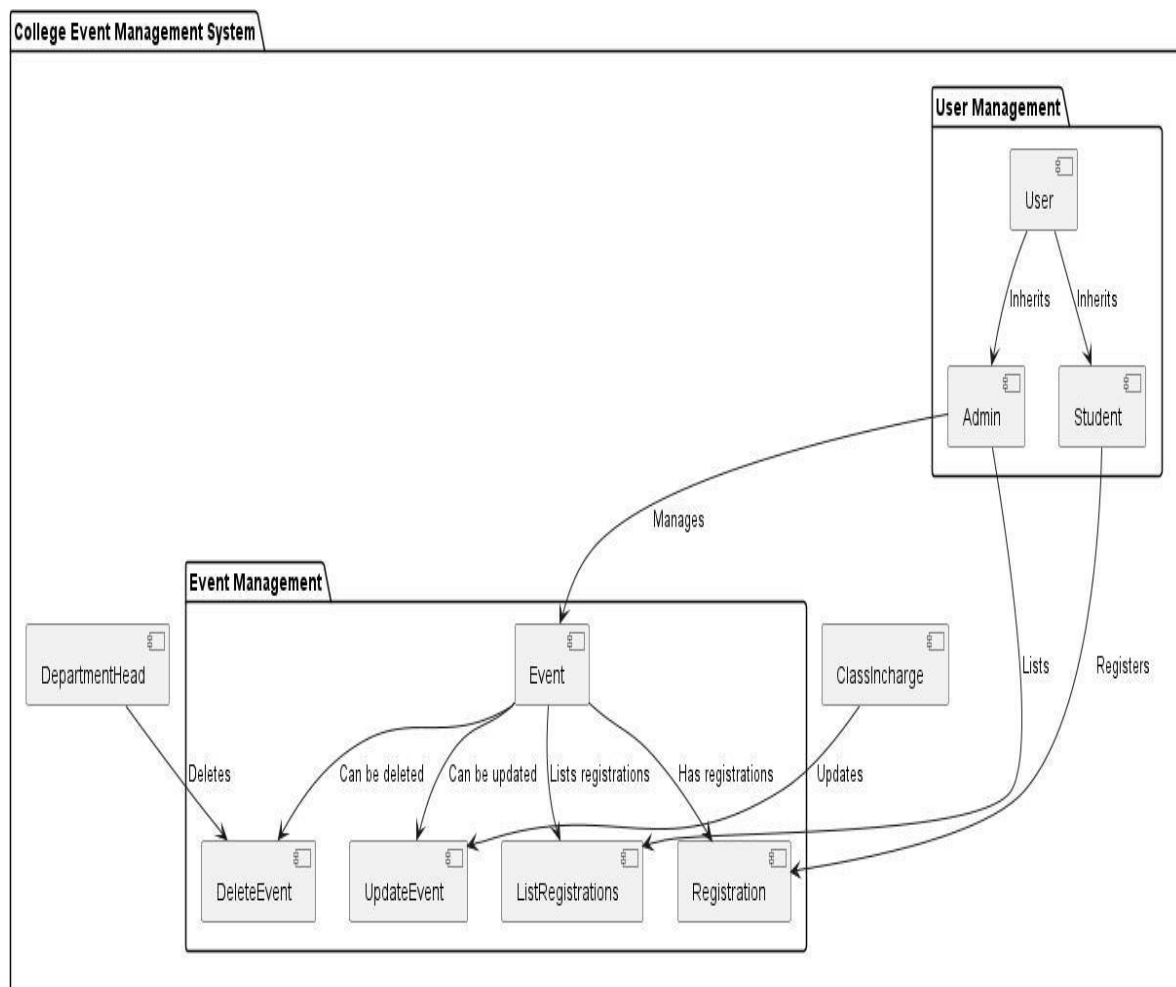 College Event Management System
User Management
User
Inherits
Inherits
Admin
Student
Manages
Event Management
DepartmentHead
Event
ClassIncharge
Lists
Registers
Deletes
Can be deleted
Can be updated
Lists registrations
Has registrations
Updates
DeleteEvent
UpdateEvent
ListRegistrations
Registration